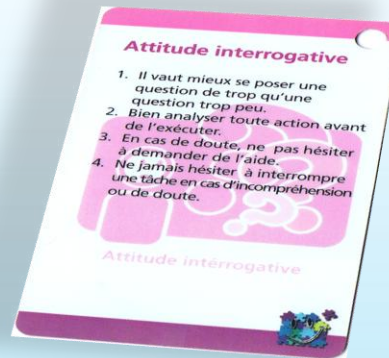 Attitude interrogative
1. Il vaut mieux se poser une
question de trop qu'une
question trop peu.
2. Bien analyser toute action avant
de l'exécuter.
3. En cas de doute, ne pas hésiter
à demander de l'aide.
4. Ne jamais hésiter à interrompre
une tâche en cas d'incompréhension
ou de doute.
Attitude intérrogative